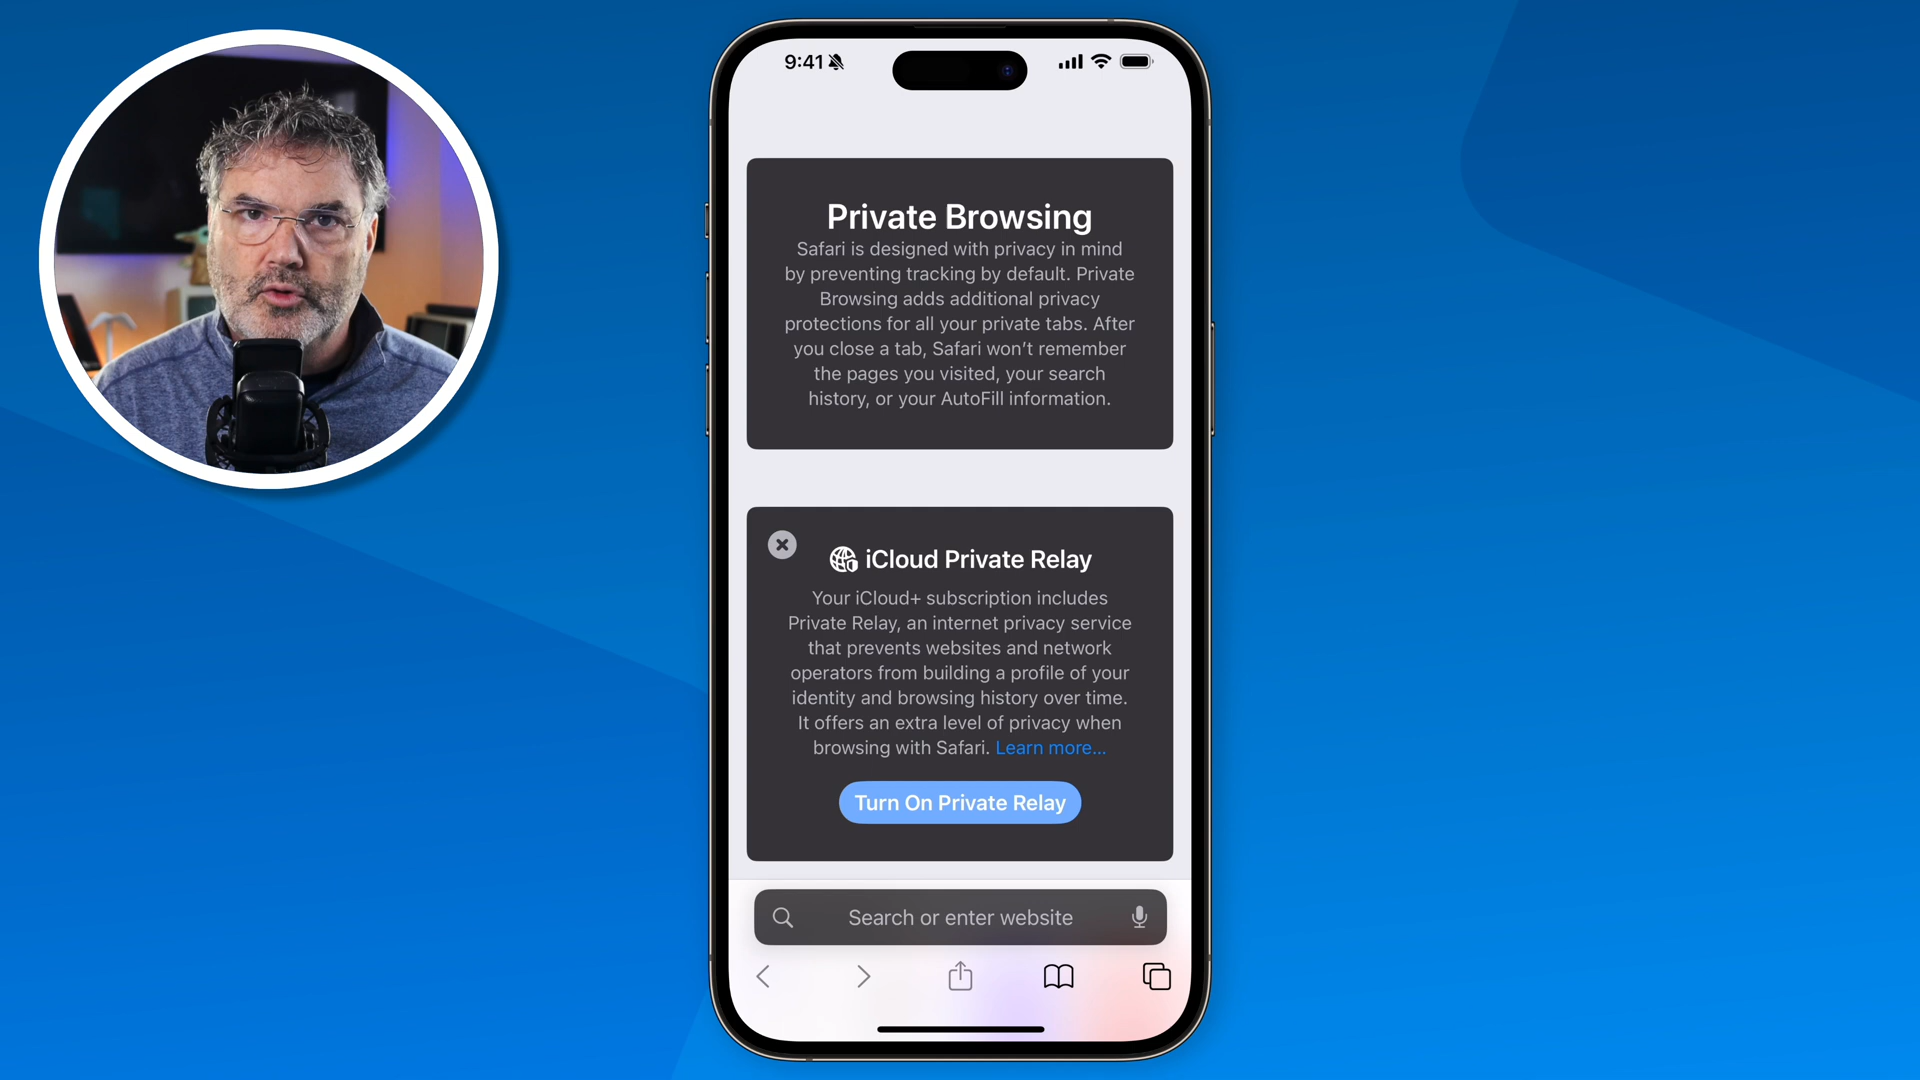 9:41
Private Browsing
Safari is designed with privacy in mind
by preventing tracking by default. Private
Browsing adds additional privacy
protections for all your private tabs. After
you close a tab, Safari won’t remember
the pages you visited, your search
history, or your AutoFill information.
iCloud Private Relay
Your iCloud+ subscription includes
Private Relay, an internet privacy service
that prevents websites and network
operators from building a profile of your
identity and browsing history over time.
It offers an extra level of privacy when
browsing with Safari. Learn more...
Turn On Private Relay
Search or enter website